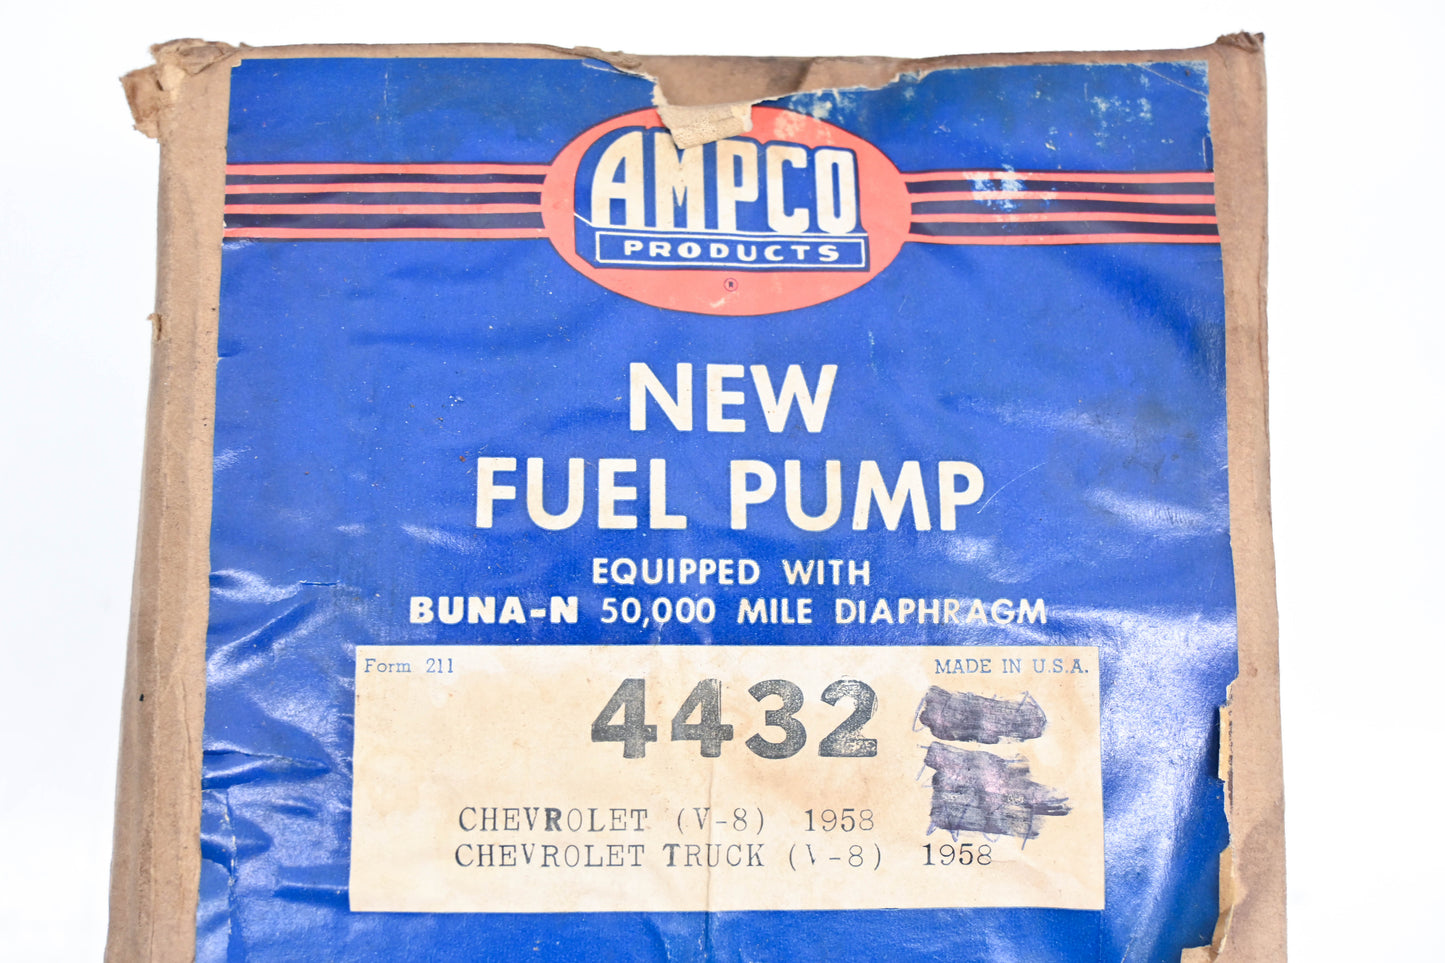 AMPCO
PRODUCTS
®
NEW
FUEL PUMP
EQUIPPED WITH
BUNA-N 50,000 MILE DIAPHRAGM
Form 211 MADE IN U.S.A.
4432
CHEVROLET (V-8) 1958
CHEVROLET TRUCK (V-8) 1958